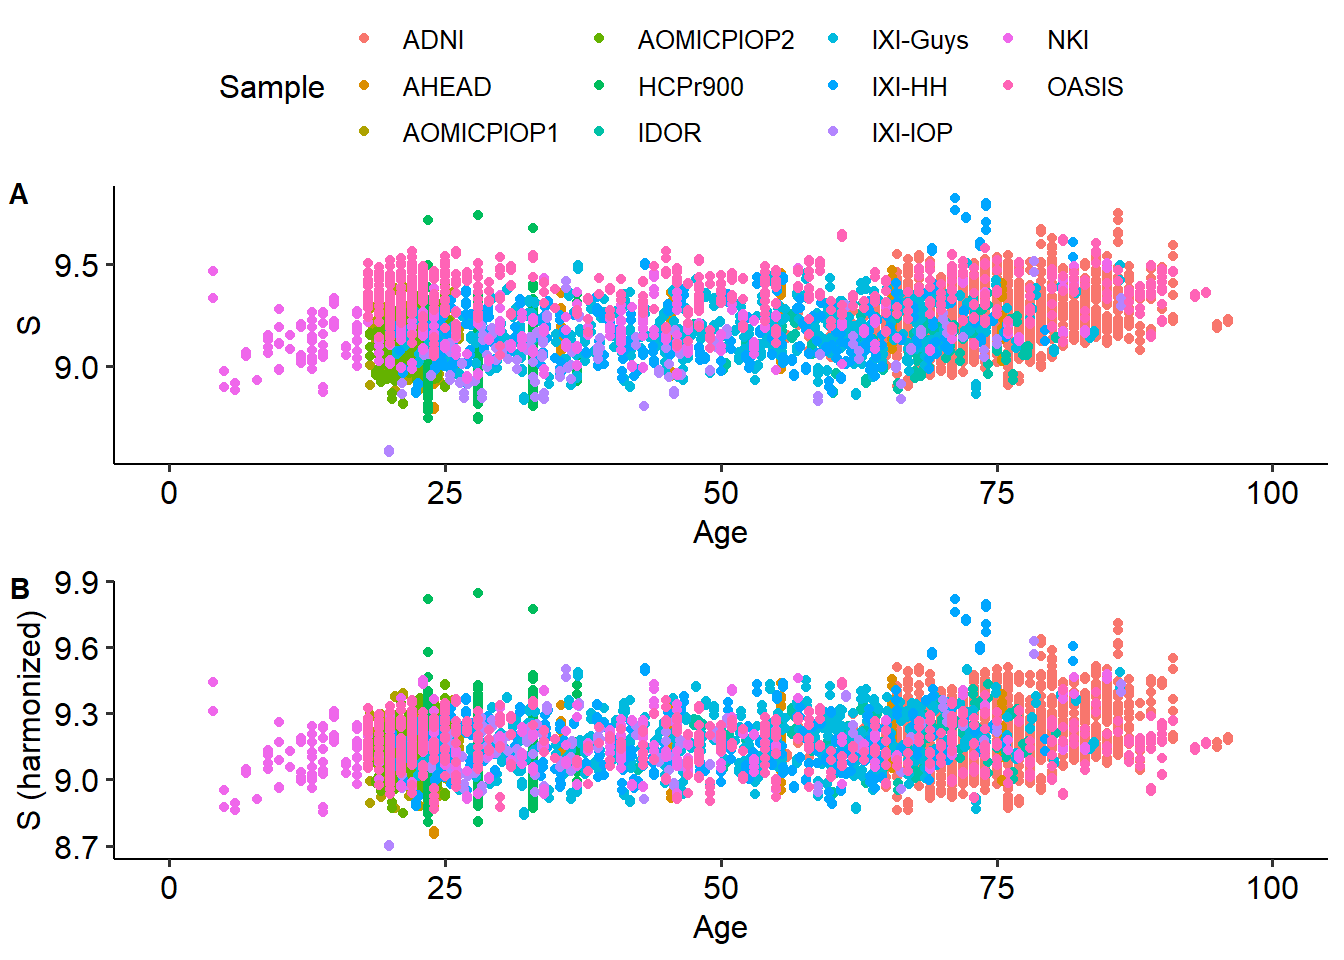 Sample
ADNI AOMICPIOP2 IXI-Guys NKI
AHEAD HCPr900 IXI-HH OASIS
AOMICPIOP1 IDOR IXI-IOP
A
S
9.5
9.0
0 25 50 75 100
Age
B
S (harmonized)
9.9
9.6
9.3
9.0
8.7
0 25 50 75 100
Age